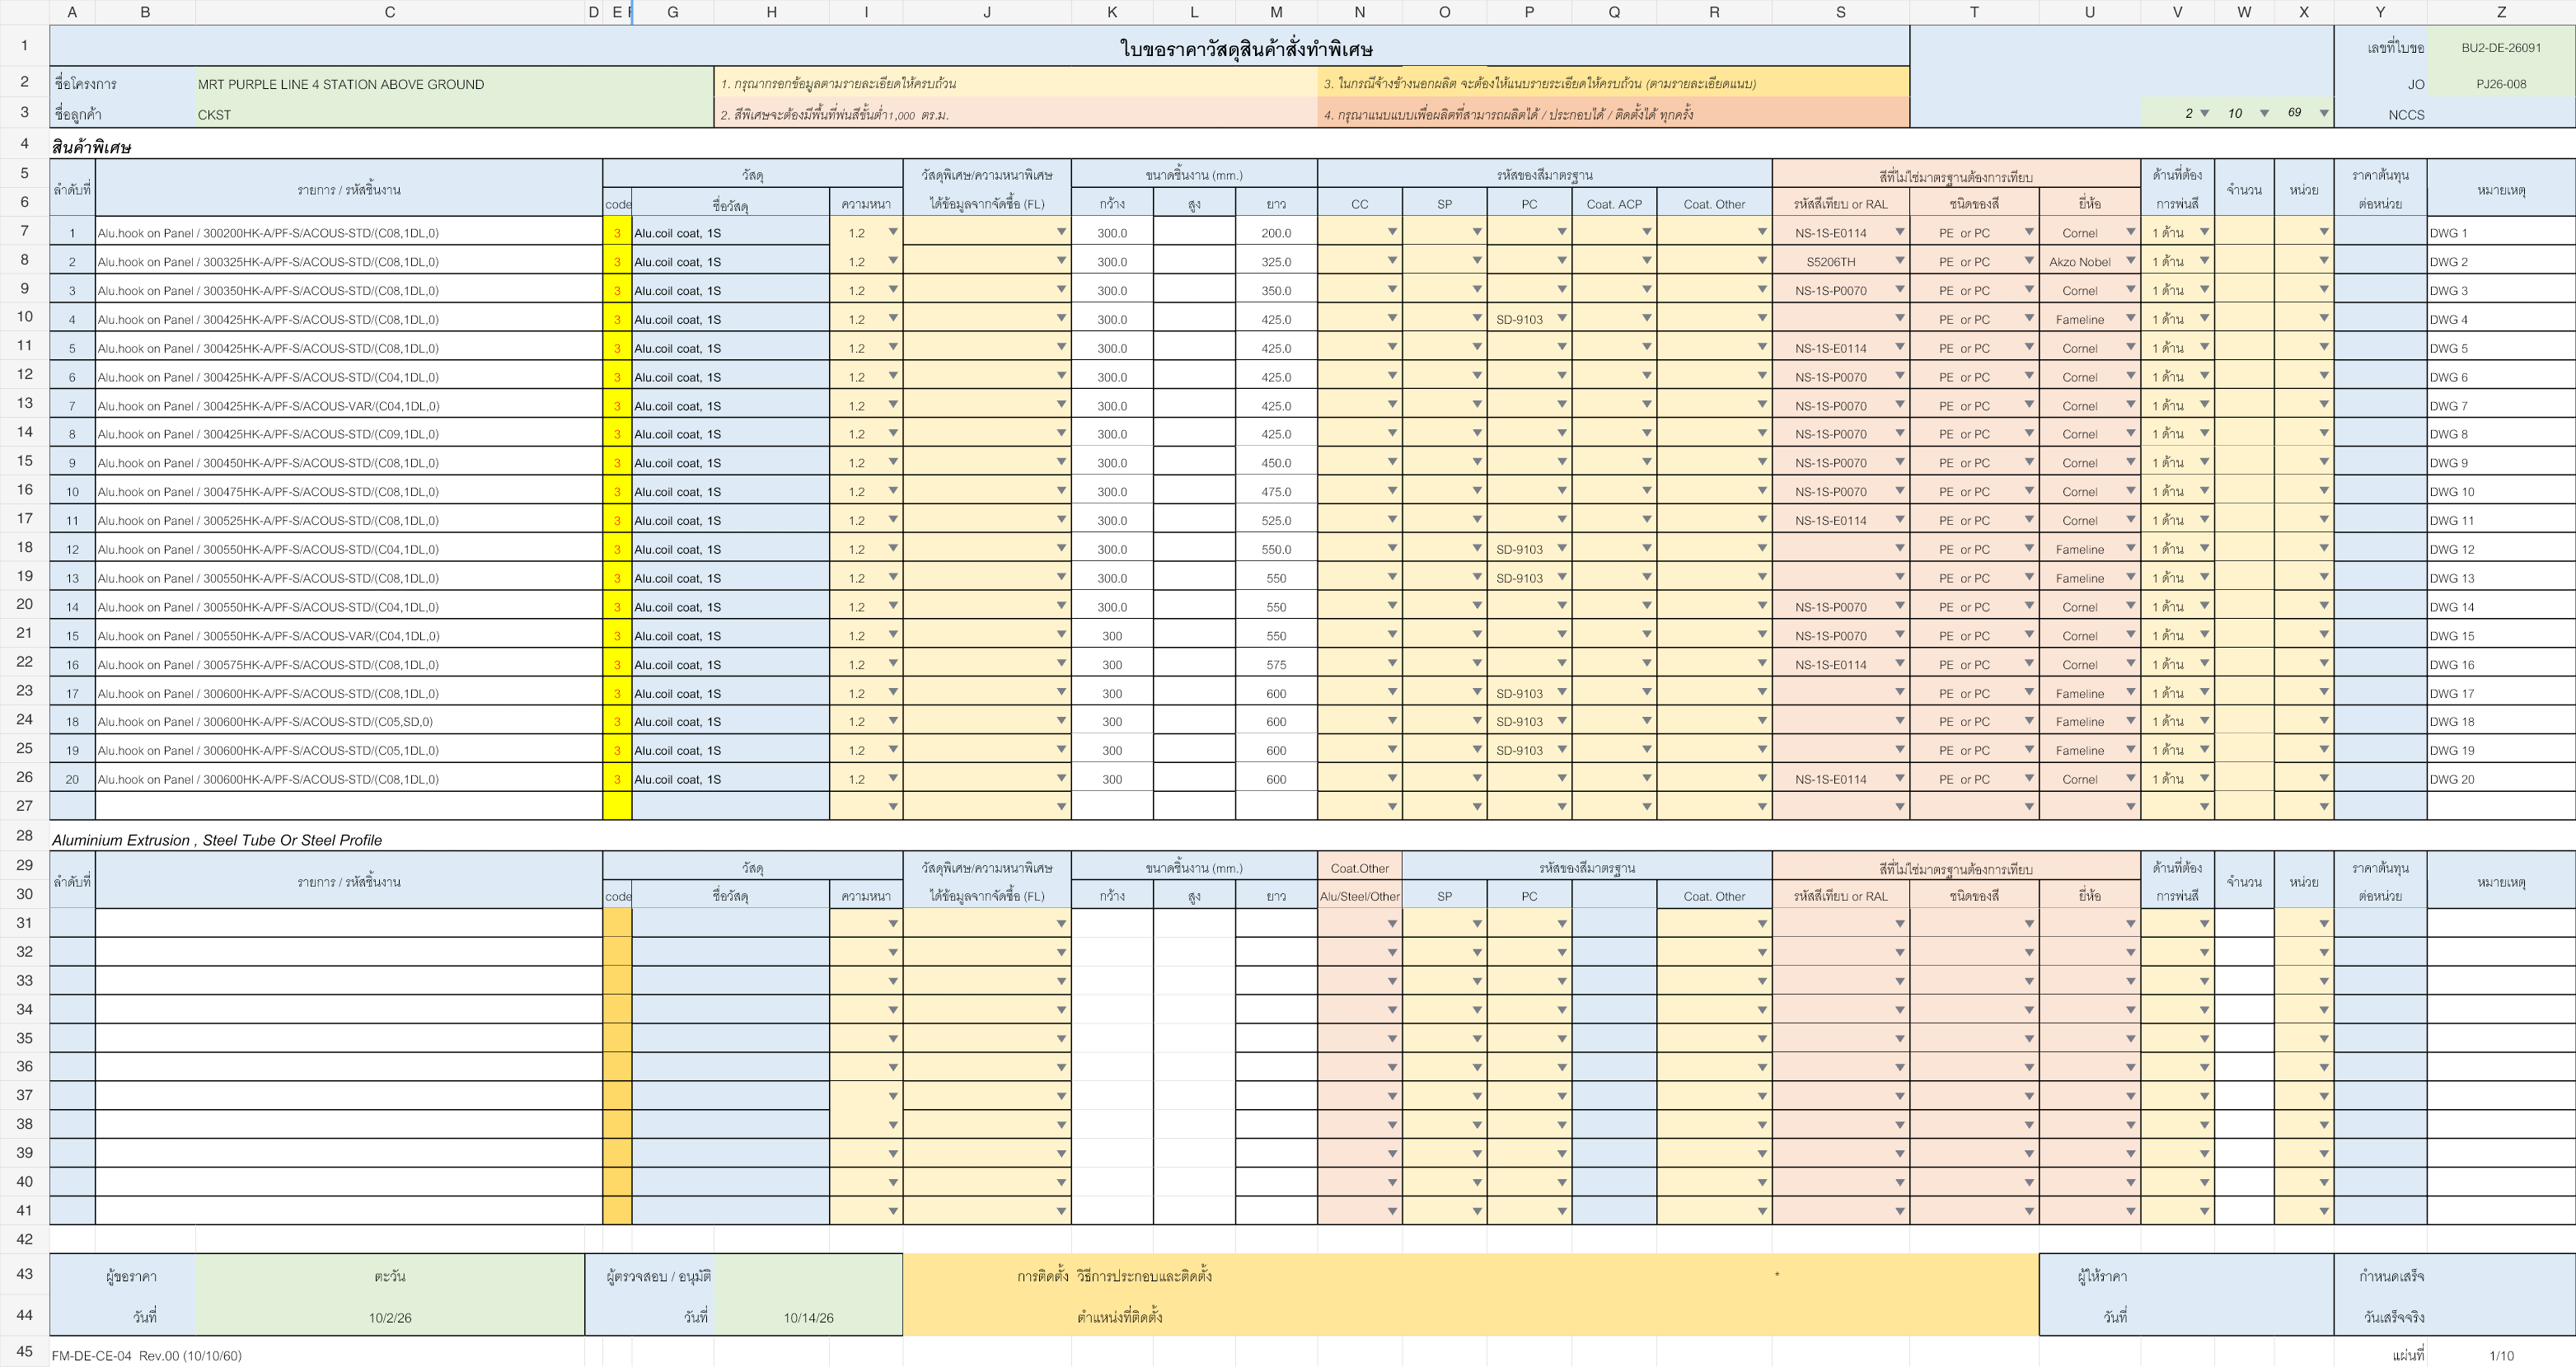 A B C D E F G H I J K L M N O P Q R S T U V W X Y Z
1 ใบขอราคาวัสดุสินค้าสั่งทำพิเศษ เลขที่ใบขอ BU2-DE-26091
2 ชื่อโครงการ MRT PURPLE LINE 4 STATION ABOVE GROUND 1. กรุณากรอกข้อมูลตามรายละเอียดให้ครบถ้วน 3. ในกรณีจ้างข้างนอกผลิต จะต้องให้แนบรายระเอียดให้ครบถ้วน (ตามรายละเอียดแนบ) JO PJ26-008
3 ชื่อลูกค้า CKST 2. สีพิเศษจะต้องมีพื้นที่พ่นสีขั้นต่ำ1,000 ตร.ม. 4. กรุณาแนบแบบเพื่อผลิตที่สามารถผลิตได้ / ประกอบได้ / ติดตั้งได้ ทุกครั้ง 2 10 69 NCCS
4 สินค้าพิเศษ
5 ลำดับที่ รายการ / รหัสชิ้นงาน วัสดุ วัสดุพิเศษ/ความหนาพิเศษ ขนาดชิ้นงาน (mm.) รหัสของสีมาตรฐาน สีที่ไม่ใช่มาตรฐานต้องการเทียบ ด้านที่ต้อง จำนวน หน่วย ราคาต้นทุน หมายเหตุ
6 code ชื่อวัสดุ ความหนา ได้ข้อมูลจากจัดซื้อ (FL) กว้าง สูง ยาว CC SP PC Coat. ACP Coat. Other รหัสสีเทียบ or RAL ชนิดของสี ยี่ห้อ การพ่นสี ต่อหน่วย
7 1 Alu.hook on Panel / 300200HK-A/PF-S/ACOUS-STD/(C08,1DL,0) 3 Alu.coil coat, 1S 1.2 300.0 200.0 NS-1S-E0114 PE or PC Cornel 1 ด้าน DWG 1
8 2 Alu.hook on Panel / 300325HK-A/PF-S/ACOUS-STD/(C08,1DL,0) 3 Alu.coil coat, 1S 1.2 300.0 325.0 S5206TH PE or PC Akzo Nobel 1 ด้าน DWG 2
9 3 Alu.hook on Panel / 300350HK-A/PF-S/ACOUS-STD/(C08,1DL,0) 3 Alu.coil coat, 1S 1.2 300.0 350.0 NS-1S-P0070 PE or PC Cornel 1 ด้าน DWG 3
10 4 Alu.hook on Panel / 300425HK-A/PF-S/ACOUS-STD/(C08,1DL,0) 3 Alu.coil coat, 1S 1.2 300.0 425.0 SD-9103 PE or PC Fameline 1 ด้าน DWG 4
11 5 Alu.hook on Panel / 300425HK-A/PF-S/ACOUS-STD/(C08,1DL,0) 3 Alu.coil coat, 1S 1.2 300.0 425.0 NS-1S-E0114 PE or PC Cornel 1 ด้าน DWG 5
12 6 Alu.hook on Panel / 300425HK-A/PF-S/ACOUS-STD/(C04,1DL,0) 3 Alu.coil coat, 1S 1.2 300.0 425.0 NS-1S-P0070 PE or PC Cornel 1 ด้าน DWG 6
13 7 Alu.hook on Panel / 300425HK-A/PF-S/ACOUS-VAR/(C04,1DL,0) 3 Alu.coil coat, 1S 1.2 300.0 425.0 NS-1S-P0070 PE or PC Cornel 1 ด้าน DWG 7
14 8 Alu.hook on Panel / 300425HK-A/PF-S/ACOUS-STD/(C09,1DL,0) 3 Alu.coil coat, 1S 1.2 300.0 425.0 NS-1S-P0070 PE or PC Cornel 1 ด้าน DWG 8
15 9 Alu.hook on Panel / 300450HK-A/PF-S/ACOUS-STD/(C08,1DL,0) 3 Alu.coil coat, 1S 1.2 300.0 450.0 NS-1S-P0070 PE or PC Cornel 1 ด้าน DWG 9
16 10 Alu.hook on Panel / 300475HK-A/PF-S/ACOUS-STD/(C08,1DL,0) 3 Alu.coil coat, 1S 1.2 300.0 475.0 NS-1S-P0070 PE or PC Cornel 1 ด้าน DWG 10
17 11 Alu.hook on Panel / 300525HK-A/PF-S/ACOUS-STD/(C08,1DL,0) 3 Alu.coil coat, 1S 1.2 300.0 525.0 NS-1S-E0114 PE or PC Cornel 1 ด้าน DWG 11
18 12 Alu.hook on Panel / 300550HK-A/PF-S/ACOUS-STD/(C04,1DL,0) 3 Alu.coil coat, 1S 1.2 300.0 550.0 SD-9103 PE or PC Fameline 1 ด้าน DWG 12
19 13 Alu.hook on Panel / 300550HK-A/PF-S/ACOUS-STD/(C08,1DL,0) 3 Alu.coil coat, 1S 1.2 300.0 550 SD-9103 PE or PC Fameline 1 ด้าน DWG 13
20 14 Alu.hook on Panel / 300550HK-A/PF-S/ACOUS-STD/(C04,1DL,0) 3 Alu.coil coat, 1S 1.2 300.0 550 NS-1S-P0070 PE or PC Cornel 1 ด้าน DWG 14
21 15 Alu.hook on Panel / 300550HK-A/PF-S/ACOUS-VAR/(C04,1DL,0) 3 Alu.coil coat, 1S 1.2 300 550 NS-1S-P0070 PE or PC Cornel 1 ด้าน DWG 15
22 16 Alu.hook on Panel / 300575HK-A/PF-S/ACOUS-STD/(C08,1DL,0) 3 Alu.coil coat, 1S 1.2 300 575 NS-1S-E0114 PE or PC Cornel 1 ด้าน DWG 16
23 17 Alu.hook on Panel / 300600HK-A/PF-S/ACOUS-STD/(C08,1DL,0) 3 Alu.coil coat, 1S 1.2 300 600 SD-9103 PE or PC Fameline 1 ด้าน DWG 17
24 18 Alu.hook on Panel / 300600HK-A/PF-S/ACOUS-STD/(C05,SD,0) 3 Alu.coil coat, 1S 1.2 300 600 SD-9103 PE or PC Fameline 1 ด้าน DWG 18
25 19 Alu.hook on Panel / 300600HK-A/PF-S/ACOUS-STD/(C05,1DL,0) 3 Alu.coil coat, 1S 1.2 300 600 SD-9103 PE or PC Fameline 1 ด้าน DWG 19
26 20 Alu.hook on Panel / 300600HK-A/PF-S/ACOUS-STD/(C08,1DL,0) 3 Alu.coil coat, 1S 1.2 300 600 NS-1S-E0114 PE or PC Cornel 1 ด้าน DWG 20
27
28 Aluminium Extrusion , Steel Tube Or Steel Profile
29 ลำดับที่ รายการ / รหัสชิ้นงาน วัสดุ วัสดุพิเศษ/ความหนาพิเศษ ขนาดชิ้นงาน (mm.) Coat.Other รหัสของสีมาตรฐาน สีที่ไม่ใช่มาตรฐานต้องการเทียบ ด้านที่ต้อง จำนวน หน่วย ราคาต้นทุน หมายเหตุ
30 code ชื่อวัสดุ ความหนา ได้ข้อมูลจากจัดซื้อ (FL) กว้าง สูง ยาว Alu/Steel/Other SP PC Coat. Other รหัสสีเทียบ or RAL ชนิดของสี ยี่ห้อ การพ่นสี ต่อหน่วย
31
32
33
34
35
36
37
38
39
40
41
42
43 ผู้ขอราคา ตะวัน ผู้ตรวจสอบ / อนุมัติ การติดตั้ง วิธีการประกอบและติดตั้ง * ผู้ให้ราคา กำหนดเสร็จ
44 วันที่ 10/2/26 วันที่ 10/14/26 ตำแหน่งที่ติดตั้ง วันที่ วันเสร็จจริง
45 FM-DE-CE-04 Rev.00 (10/10/60) แผ่นที่ 1/10